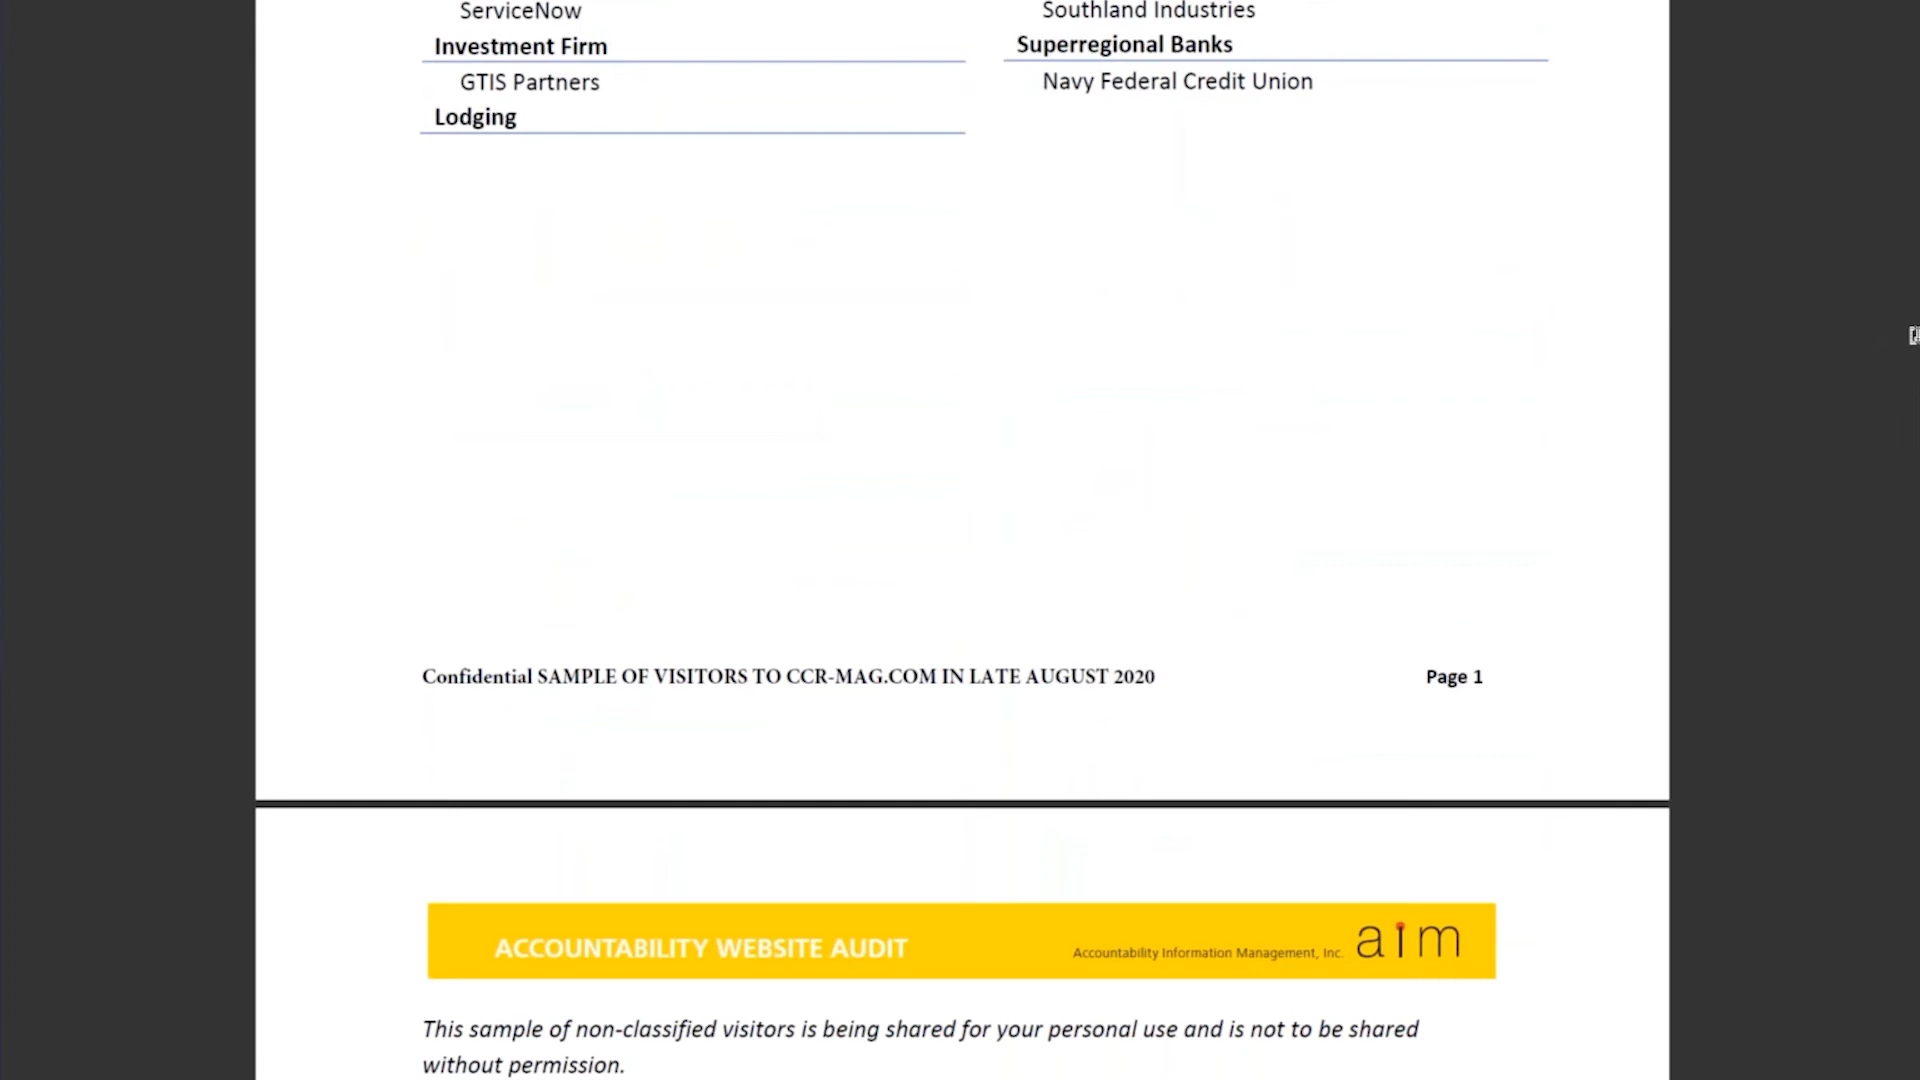 ServiceNow
Investment Firm
GTIS Partners
Lodging
Southland Industries
Superregional Banks
Navy Federal Credit Union
Confidential SAMPLE OF VISITORS TO CCR-MAG.COM IN LATE AUGUST 2020
Page 1
ACCOUNTABILITY WEBSITE AUDIT
Accountability Information Management, Inc.
aim
This sample of non-classified visitors is being shared for your personal use and is not to be shared
without permission.